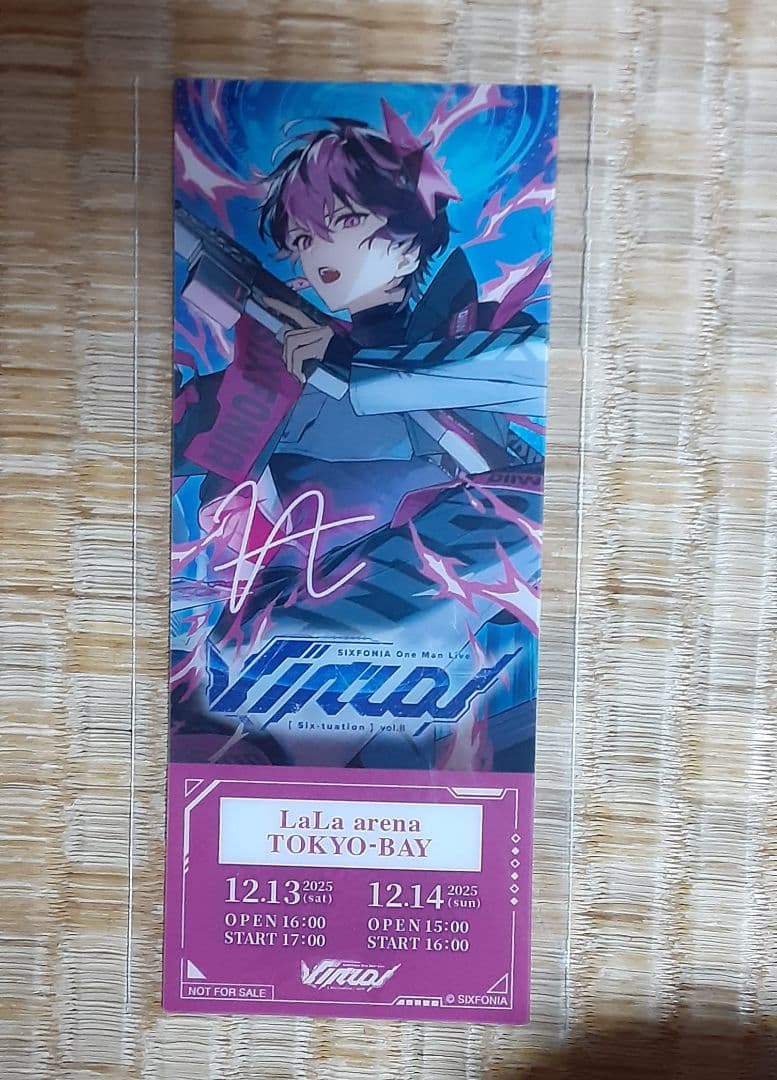 SIXFONIA One Man Live
[ Six-tuation ] vol.II
LaLa arena
TOKYO-BAY
12.13 2025 (sat)
OPEN 16:00
START 17:00
12.14 2025 (sun)
OPEN 15:00
START 16:00
NOT FOR SALE
© SIXFONIA